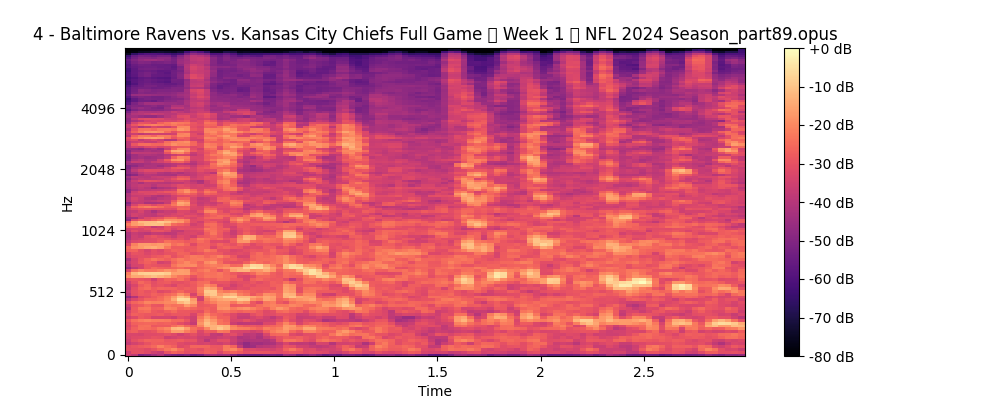 4 - Baltimore Ravens vs. Kansas City Chiefs Full Game ▯ Week 1 ▯ NFL 2024 Season_part89.opus
+0 dB
-10 dB
-20 dB
-30 dB
-40 dB
-50 dB
-60 dB
-70 dB
-80 dB
4096
2048
1024
512
0
Hz
0
0.5
1
1.5
2
2.5
Time